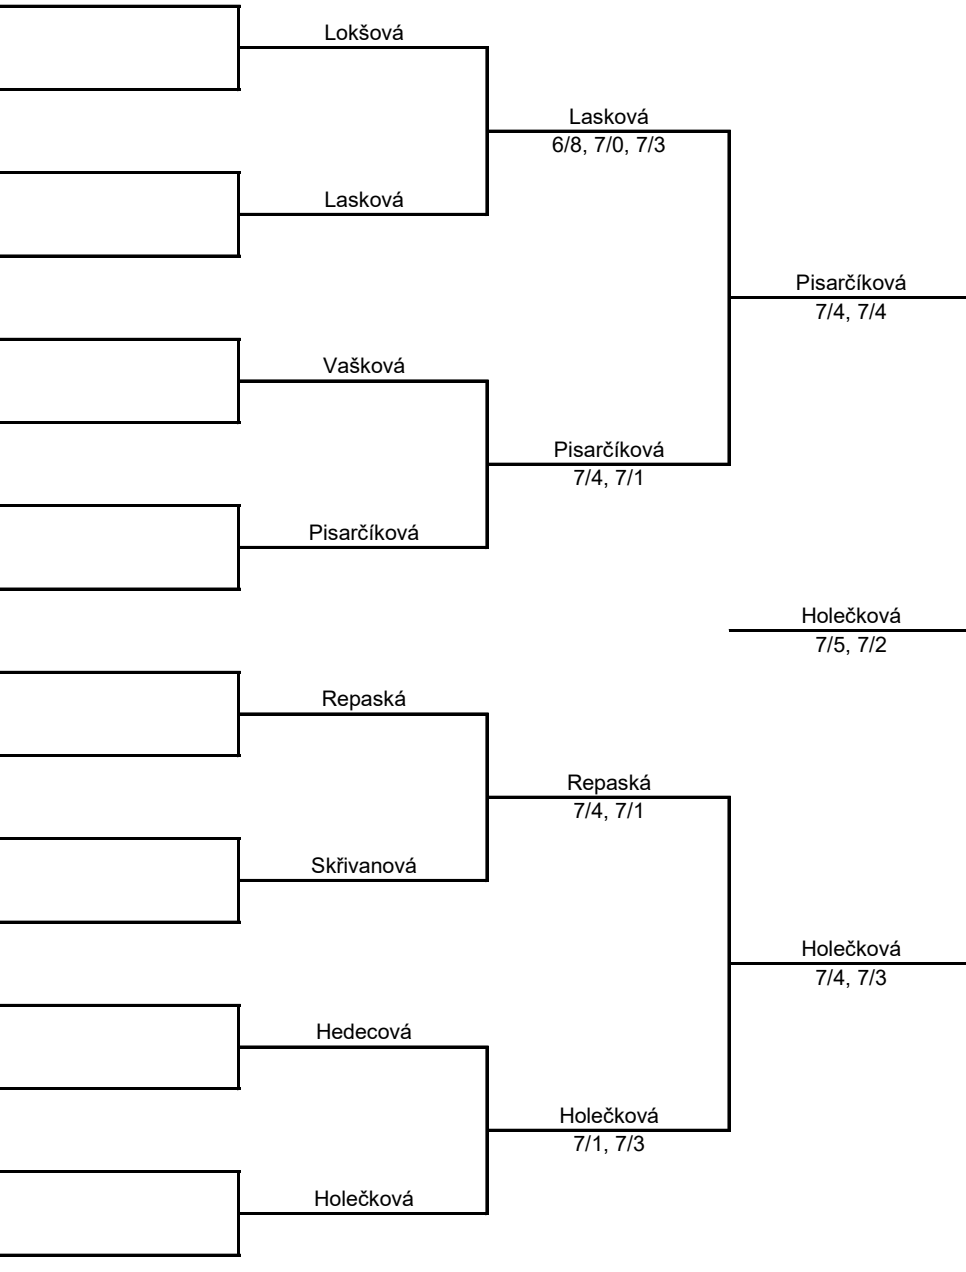 Lokšová
Lasková
6/8, 7/0, 7/3
Lasková
Pisarčíková
7/4, 7/4
Vašková
Pisarčíková
7/4, 7/1
Pisarčíková
Holečková
7/5, 7/2
Repaská
Repaská
7/4, 7/1
Skřivanová
Holečková
7/4, 7/3
Hedecová
Holečková
7/1, 7/3
Holečková